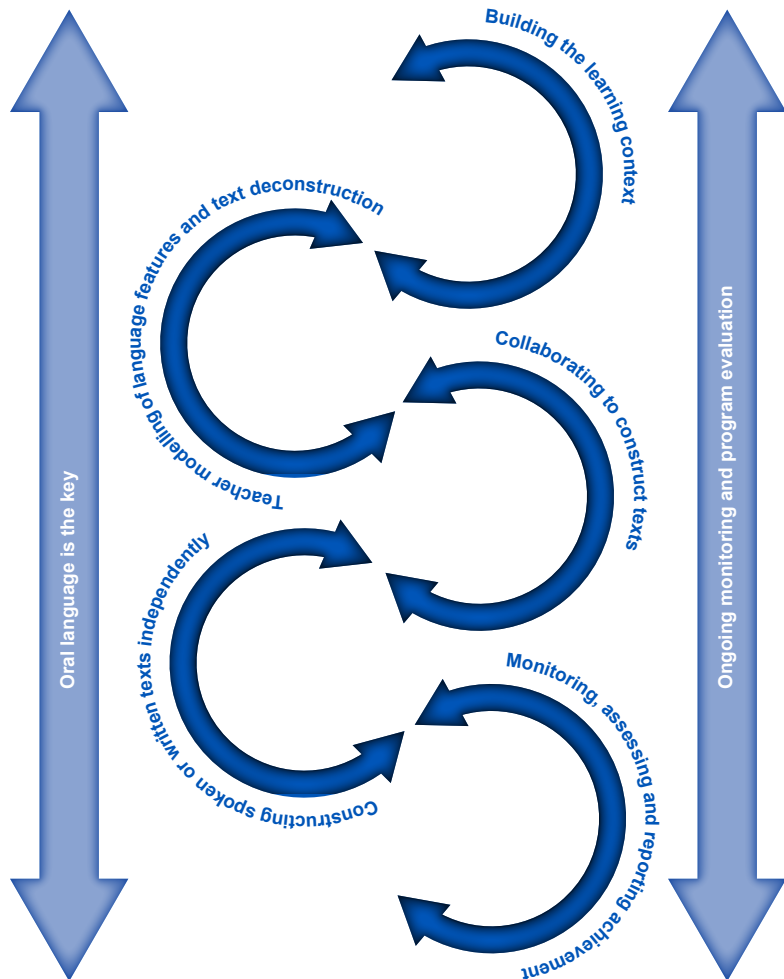 Building the learning context
Teacher modelling of language features and text deconstruction
Collaborating to construct texts
Constructing spoken or written texts independently
Monitoring, assessing and reporting achievement
Oral language is the key
Ongoing monitoring and program evaluation